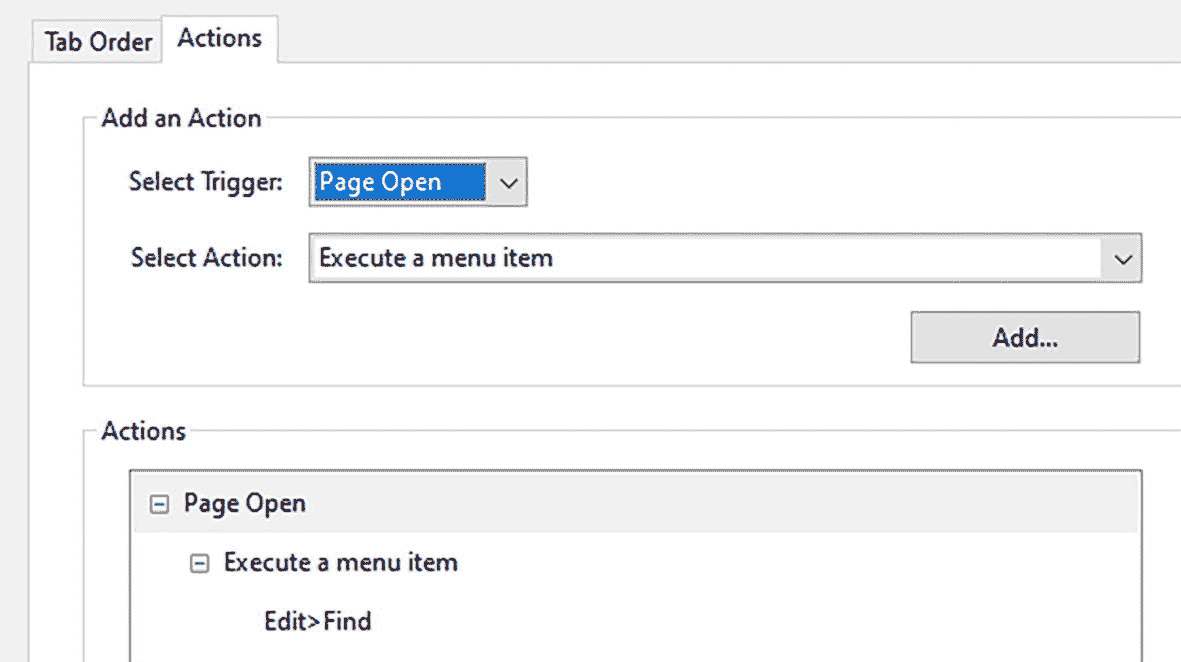 Tab Order Actions
Add an Action
Select Trigger: Page Open
Select Action: Execute a menu item
Add...
Actions
Page Open
Execute a menu item
Edit>Find